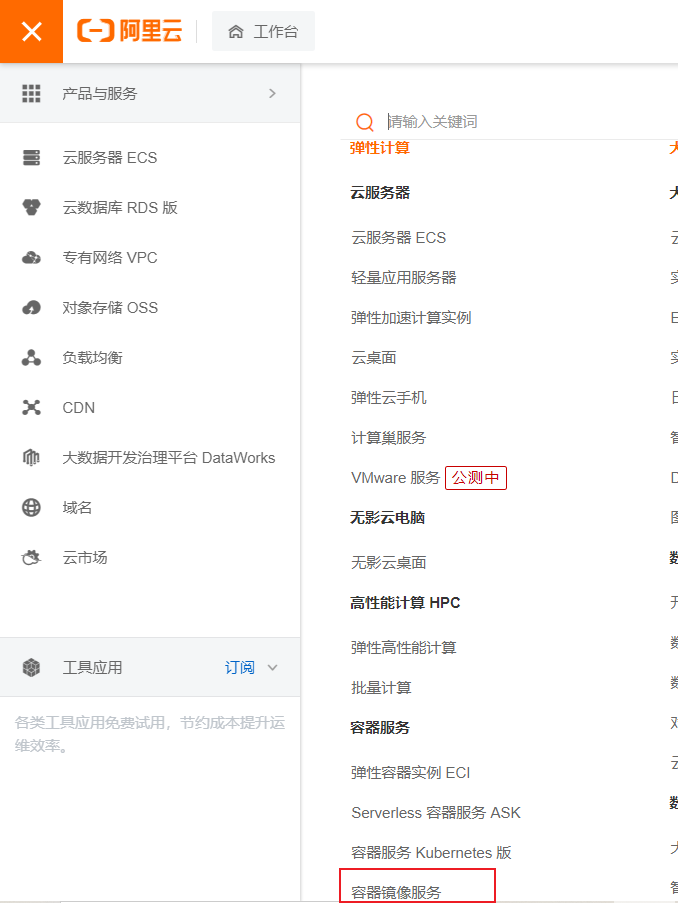 阿里云
工作台
产品与服务
云服务器 ECS
云数据库 RDS 版
专有网络 VPC
对象存储 OSS
负载均衡
CDN
大数据开发治理平台 DataWorks
域名
云市场
工具应用 订阅
各类工具应用免费试用，节约成本提升运
维效率。
请输入关键词
弹性计算
云服务器
云服务器 ECS
轻量应用服务器
弹性加速计算实例
云桌面
弹性云手机
计算巢服务
VMware 服务 公测中
无影云电脑
无影云桌面
高性能计算 HPC
弹性高性能计算
批量计算
容器服务
弹性容器实例 ECI
Serverless 容器服务 ASK
容器服务 Kubernetes 版
容器镜像服务